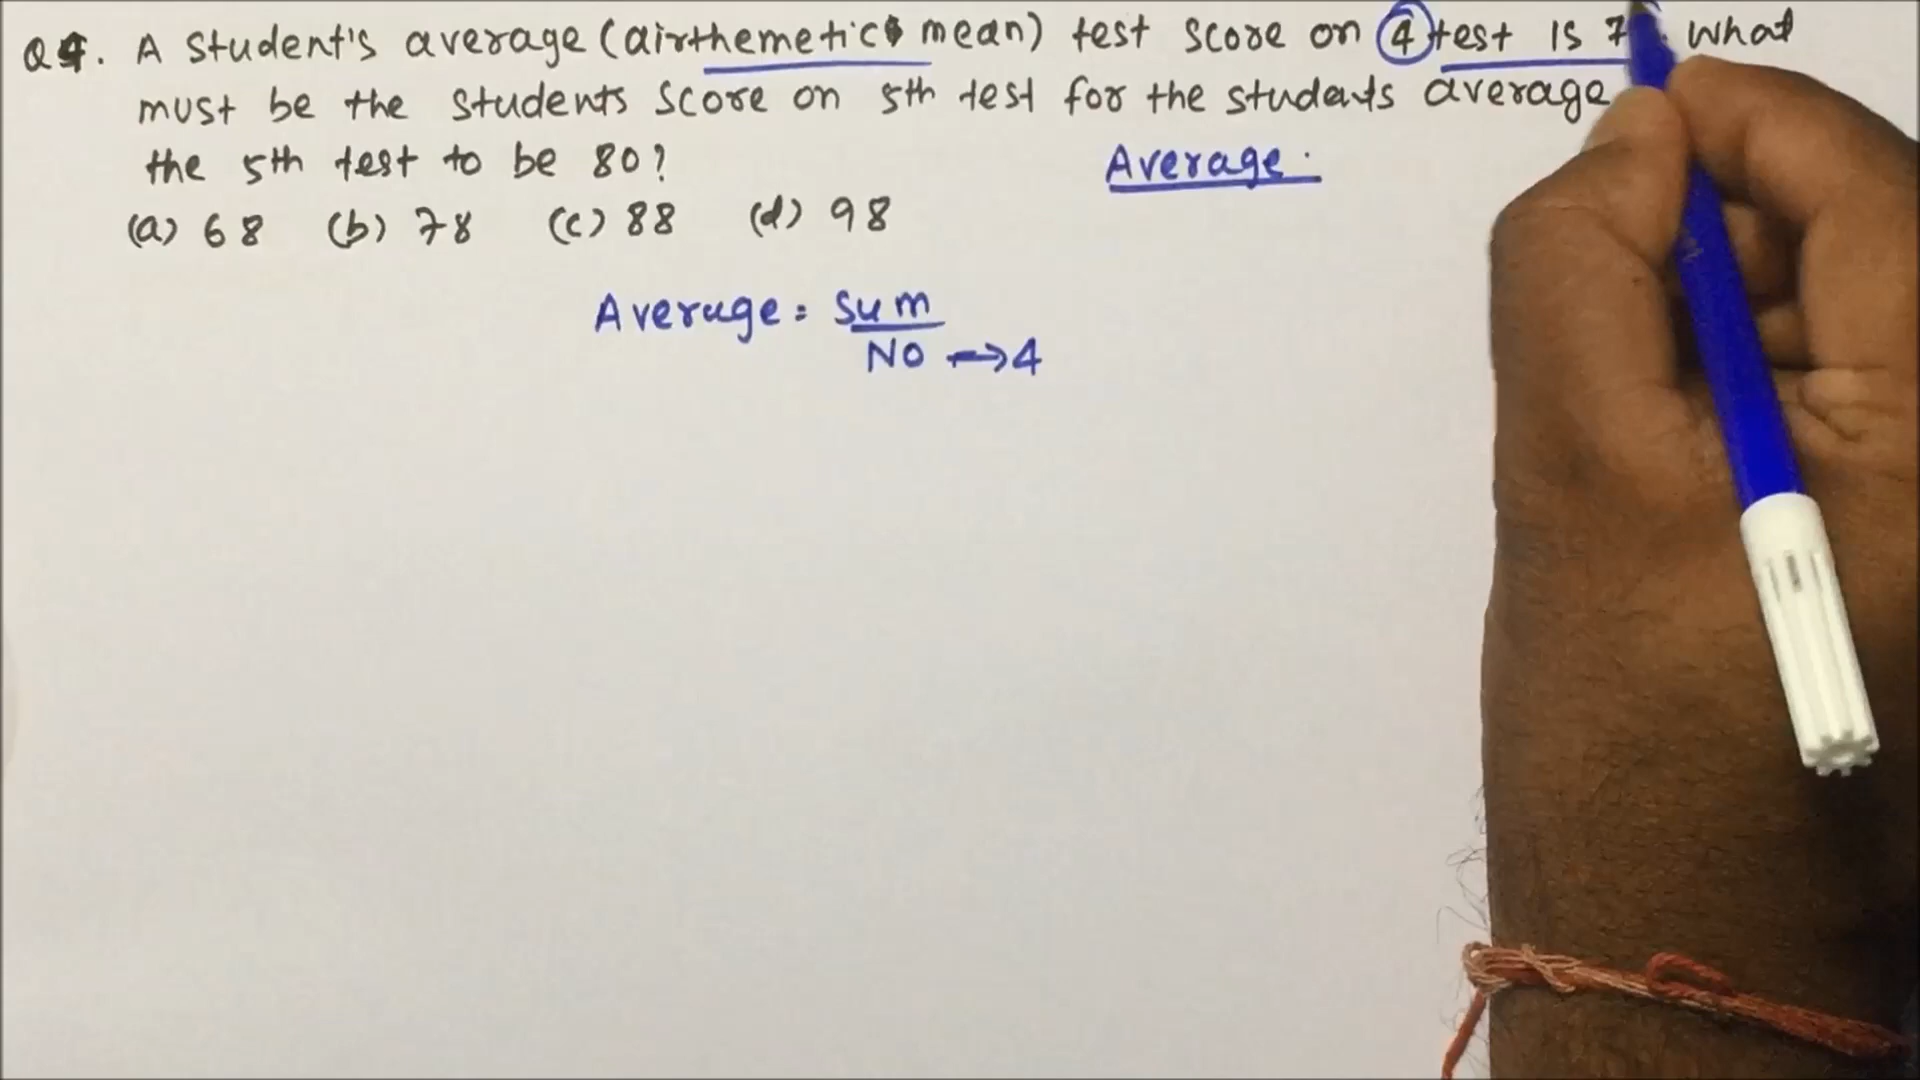 Q4. A student's average (airthemetic mean) test score on 4 test is 7 . What
must be the students score on 5th test for the students average
the 5th test to be 80?
Average.
(a) 68 (b) 78 (c) 88 (d) 98
Average = Sum
No → 4